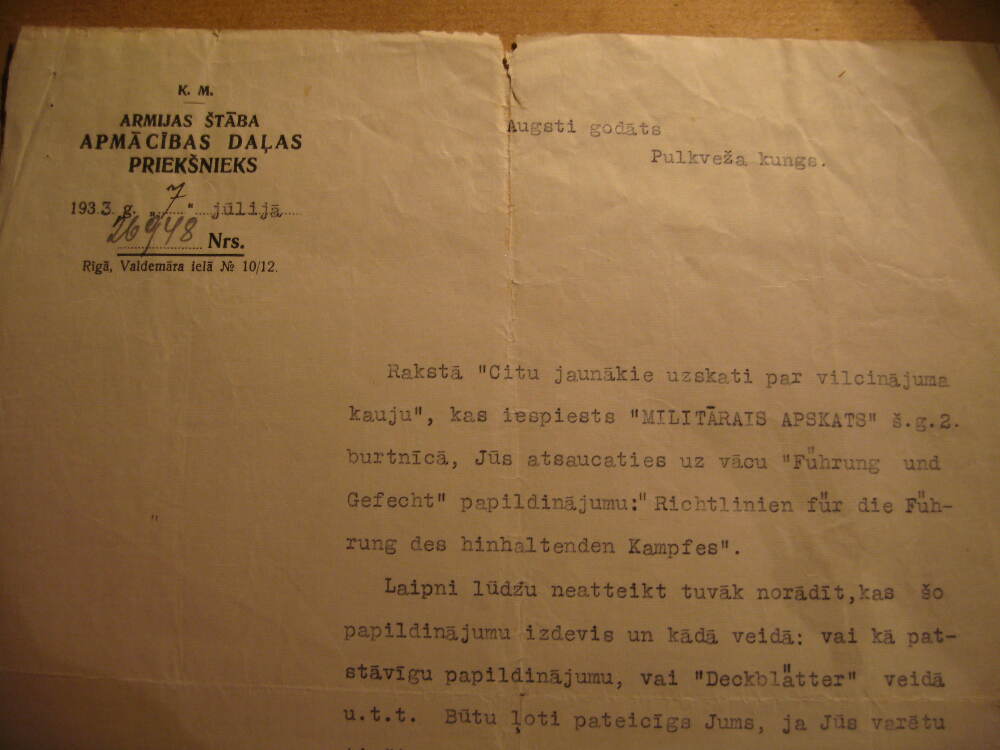 K. M.
ARMIJAS ŠTĀBA
APMĀCĪBAS DAĻAS
PRIEKŠNIEKS
1933 g. „7" jūlijā
26948 Nrs.
Rīgā, Valdemāra ielā № 10/12.
Augsti godāts
Pulkveža kungs.
Rakstā "Citu jaunākie uzskati par vilcinājuma
kauju", kas iespiests "MILITĀRAIS APSKATS" š.g.2.
burtnīcā, Jūs atsaucaties uz vācu "Führung und
Gefecht" papildinājumu:"Richtlinien für die Füh-
rung des hinhaltenden Kampfes".
Laipni lūdzu neatteikt tuvāk norādīt,kas šo
papildinājumu izdevis un kādā veidā: vai kā pat-
stāvīgu papildinājumu, vai "Deckblätter" veidā
u.t.t. Būtu ļoti pateicīgs Jums, ja Jūs varētu